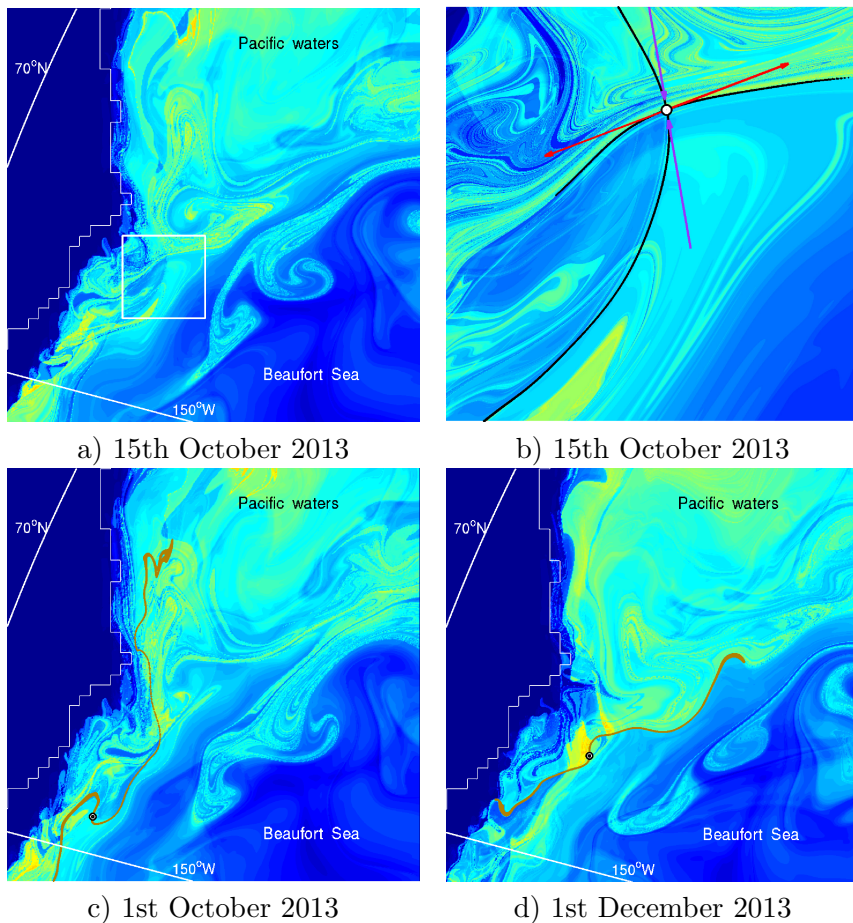 Pacific waters
70°N
Beaufort Sea
150°W
a) 15th October 2013
b) 15th October 2013
Pacific waters
70°N
Beaufort Sea
150°W
c) 1st October 2013
Pacific waters
70°N
Beaufort Sea
150°W
d) 1st December 2013